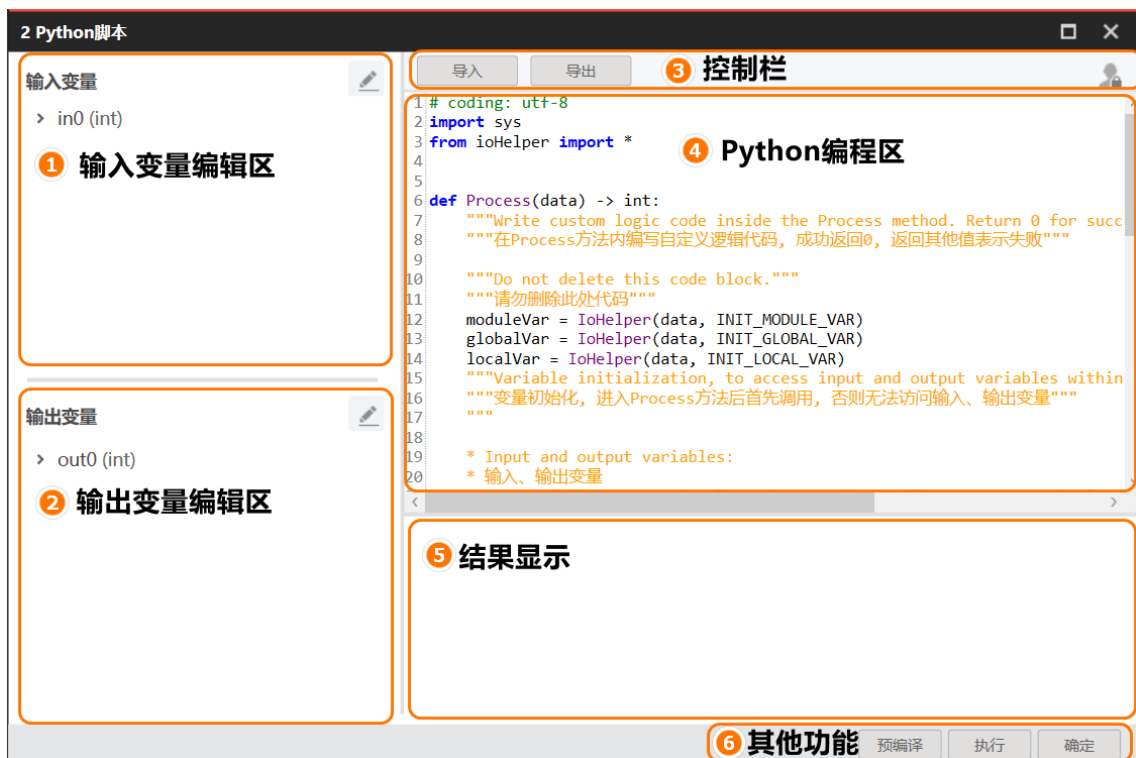 2 Python脚本
输入变量
in0 (int)
1 输入变量编辑区
输出变量
out0 (int)
2 输出变量编辑区
导入 导出 3 控制栏
1 # coding: utf-8
2 import sys
3 from ioHelper import *
4 Python编程区
4
5
6 def Process(data) -> int:
7 """Write custom logic code inside the Process method. Return 0 for succ
8 """在Process方法内编写自定义逻辑代码, 成功返回0, 返回其他值表示失败"""
9
10 """Do not delete this code block."""
11 """请勿删除此处代码"""
12 moduleVar = IoHelper(data, INIT_MODULE_VAR)
13 globalVar = IoHelper(data, INIT_GLOBAL_VAR)
14 localVar = IoHelper(data, INIT_LOCAL_VAR)
15 """Variable initialization, to access input and output variables within
16 """变量初始化, 进入Process方法后首先调用, 否则无法访问输入、输出变量"""
17 """
18
19 * Input and output variables:
20 * 输入、输出变量
5 结果显示
6 其他功能 预编译 执行 确定